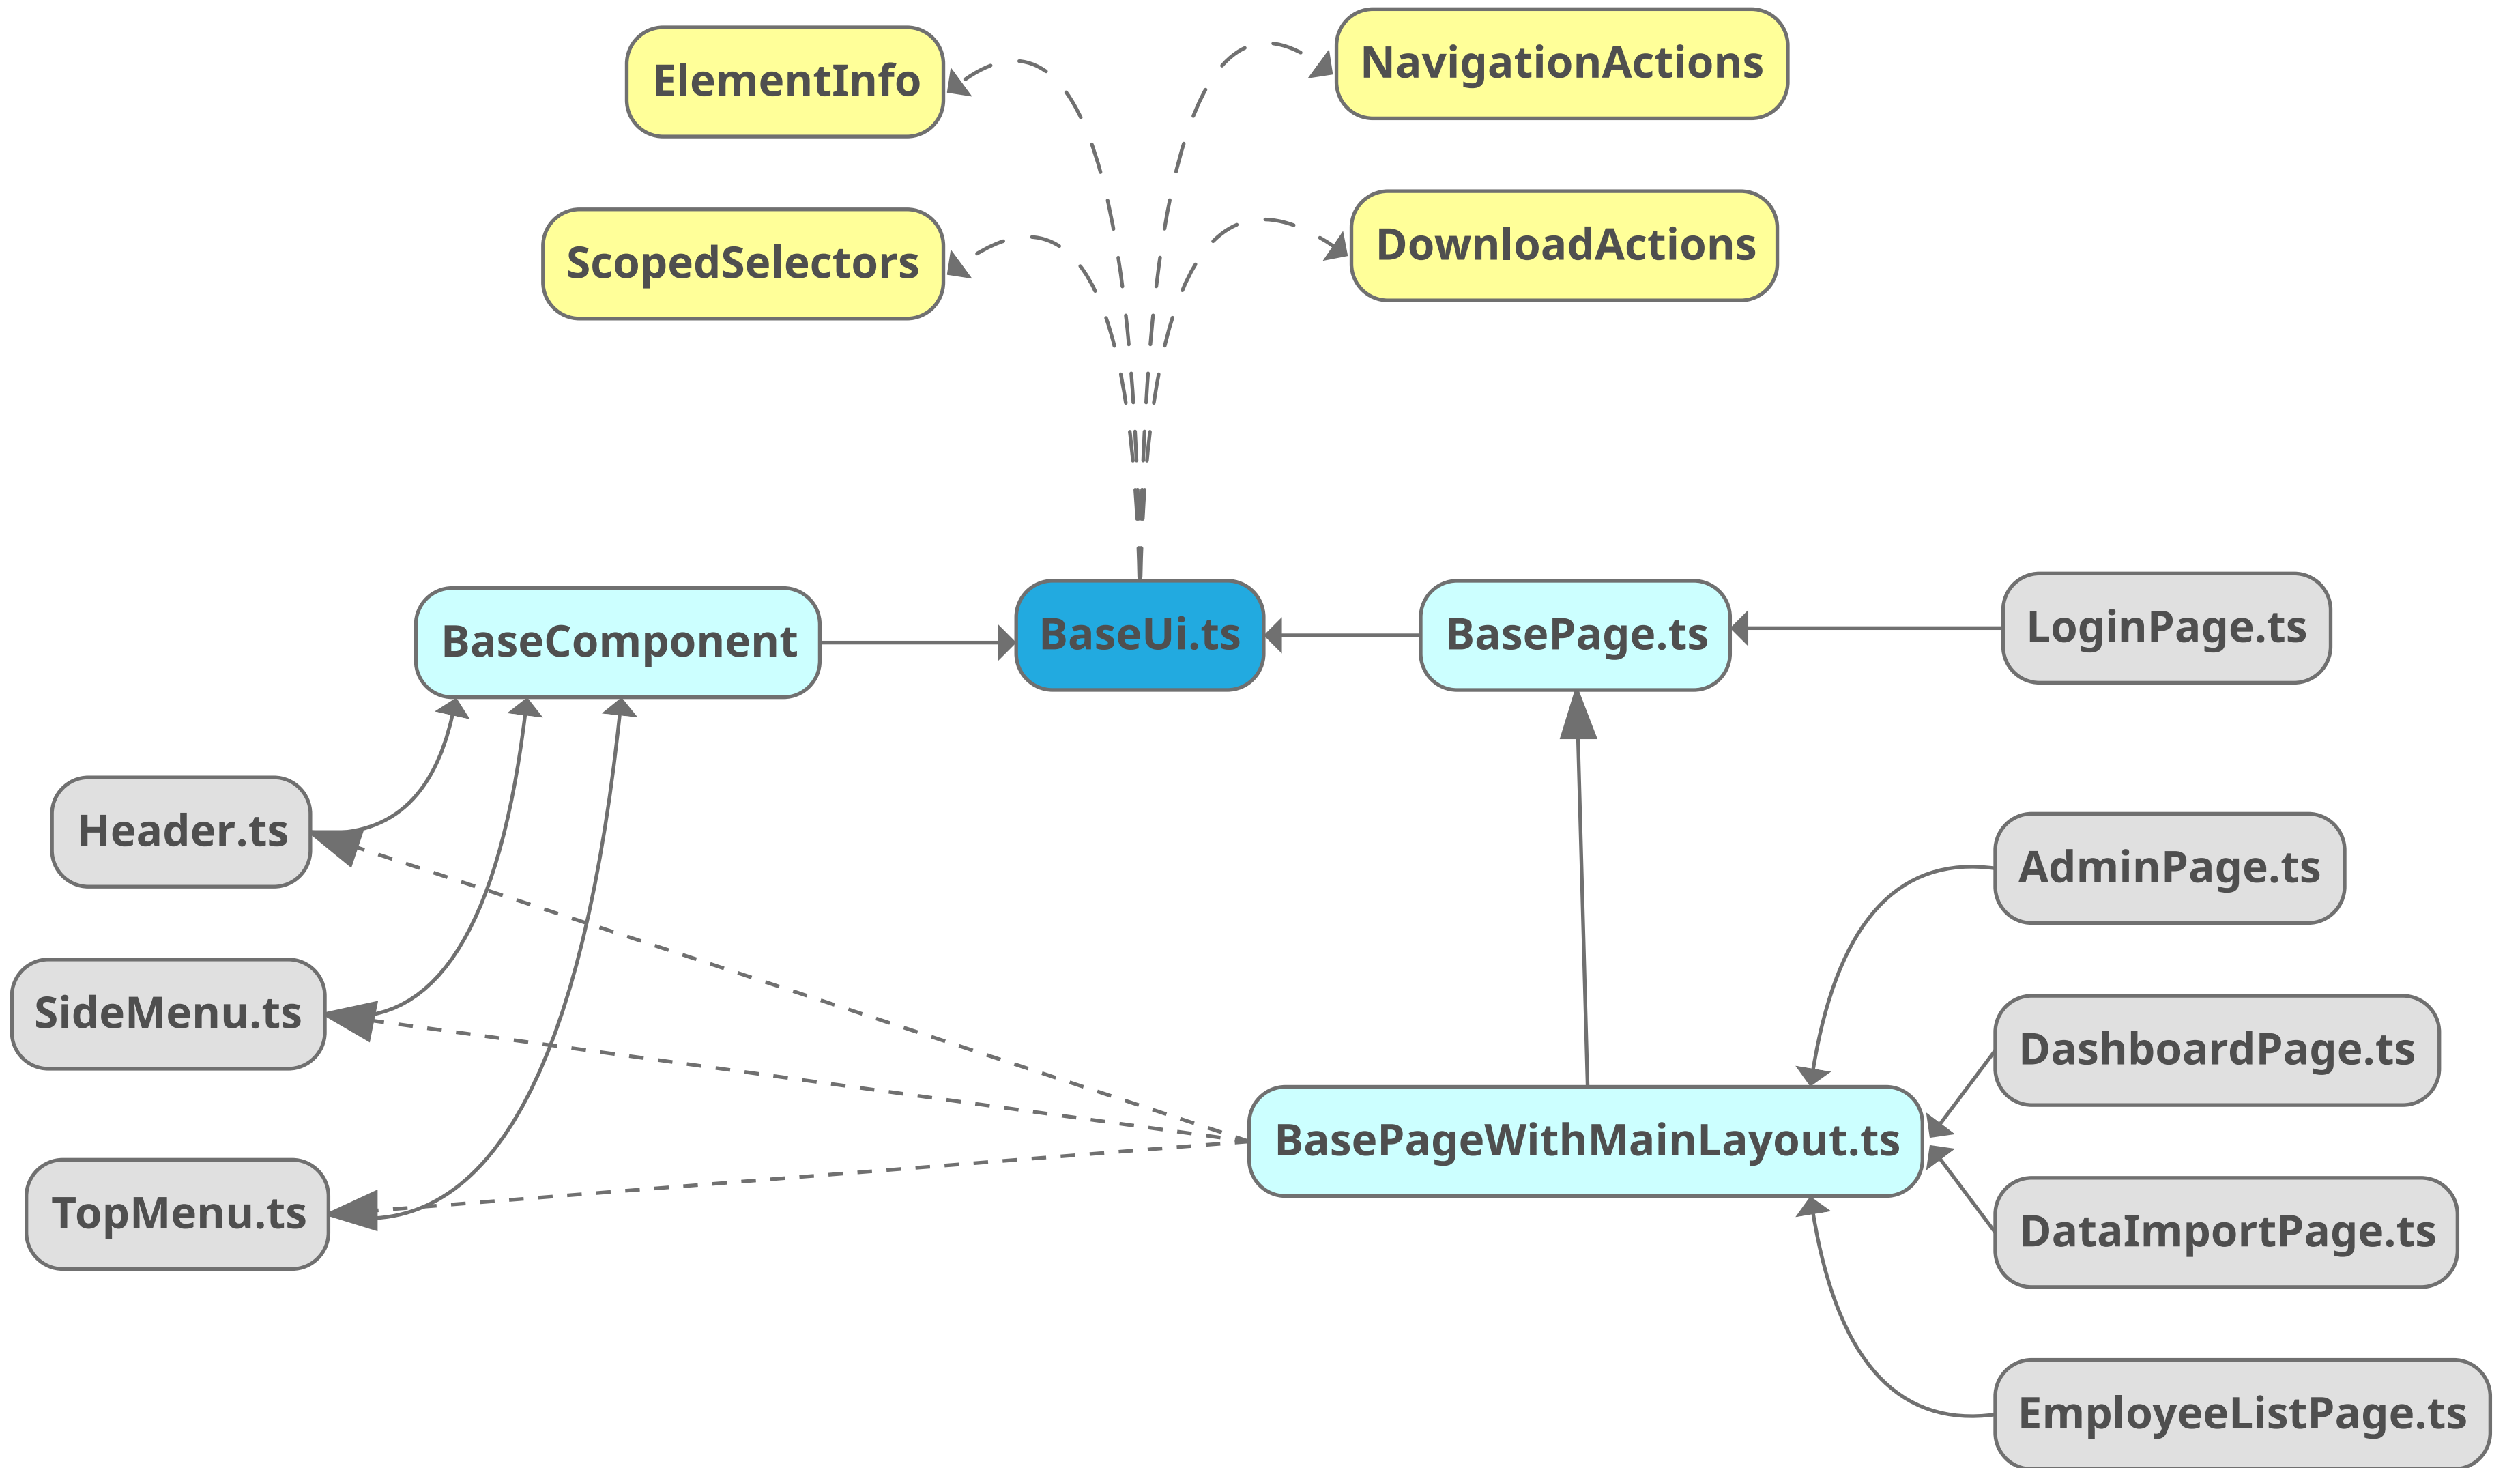 ElementInfo
NavigationActions
ScopedSelectors
DownloadActions
BaseComponent
BaseUi.ts
BasePage.ts
LoginPage.ts
Header.ts
AdminPage.ts
SideMenu.ts
DashboardPage.ts
BasePageWithMainLayout.ts
TopMenu.ts
DataImportPage.ts
EmployeeListPage.ts